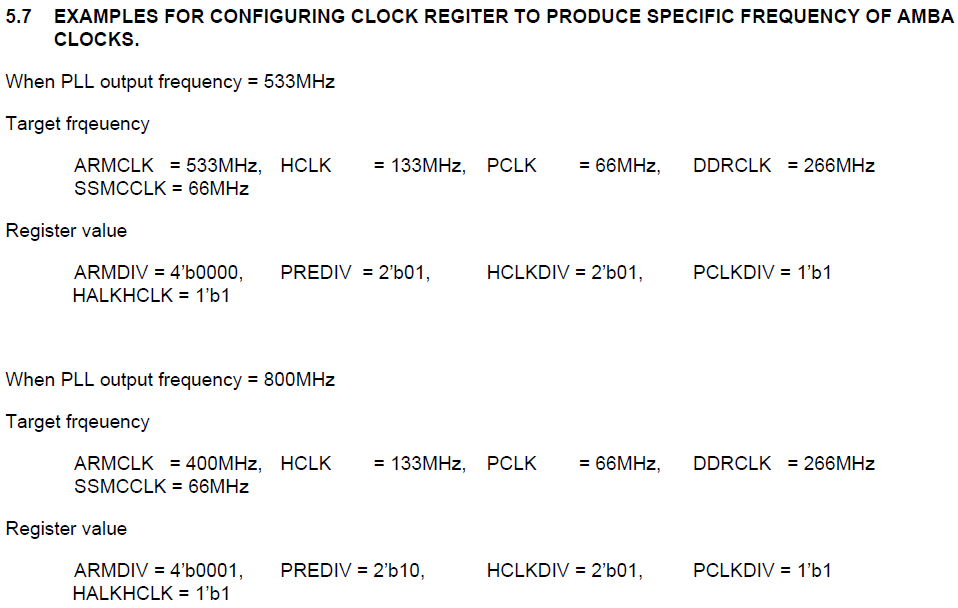 5.7 EXAMPLES FOR CONFIGURING CLOCK REGITER TO PRODUCE SPECIFIC FREQUENCY OF AMBA
CLOCKS.
When PLL output frequency = 533MHz
Target frqeuency
ARMCLK = 533MHz, HCLK = 133MHz, PCLK = 66MHz, DDRCLK = 266MHz
SSMCCLK = 66MHz
Register value
ARMDIV = 4’b0000, PREDIV = 2’b01, HCLKDIV = 2’b01, PCLKDIV = 1’b1
HALKHCLK = 1’b1
When PLL output frequency = 800MHz
Target frqeuency
ARMCLK = 400MHz, HCLK = 133MHz, PCLK = 66MHz, DDRCLK = 266MHz
SSMCCLK = 66MHz
Register value
ARMDIV = 4’b0001, PREDIV = 2’b10, HCLKDIV = 2’b01, PCLKDIV = 1’b1
HALKHCLK = 1’b1